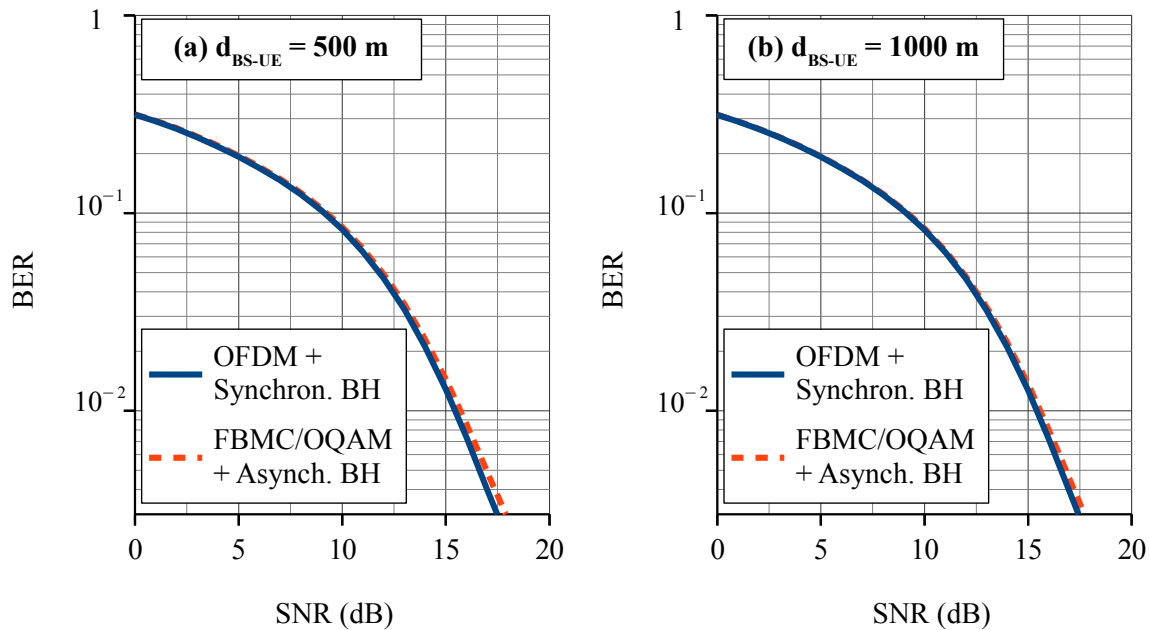 (a) d_BS-UE = 500 m
1
10⁻¹
10⁻²
BER
OFDM +
Synchron. BH
FBMC/OQAM
+ Asynch. BH
0 5 10 15 20
SNR (dB)
(b) d_BS-UE = 1000 m
1
10⁻¹
10⁻²
BER
OFDM +
Synchron. BH
FBMC/OQAM
+ Asynch. BH
0 5 10 15 20
SNR (dB)